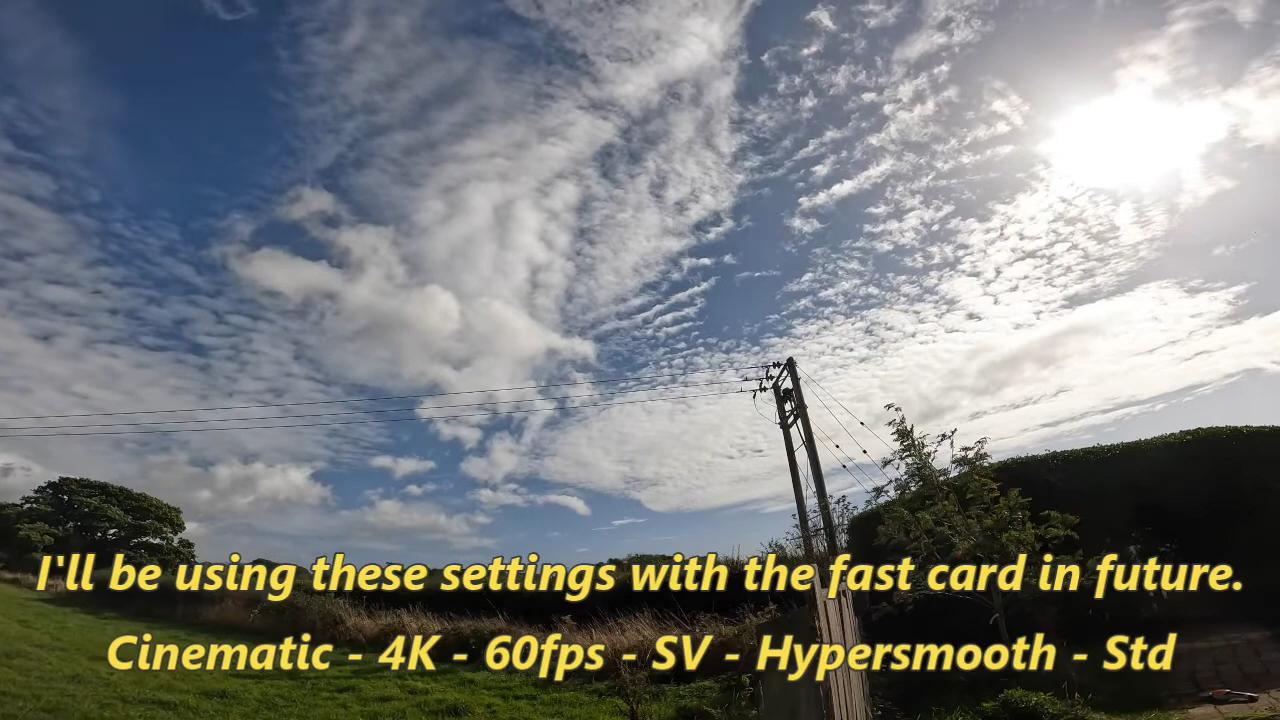 I'll be using these settings with the fast card in future.
Cinematic - 4K - 60fps - SV - Hypersmooth - Std